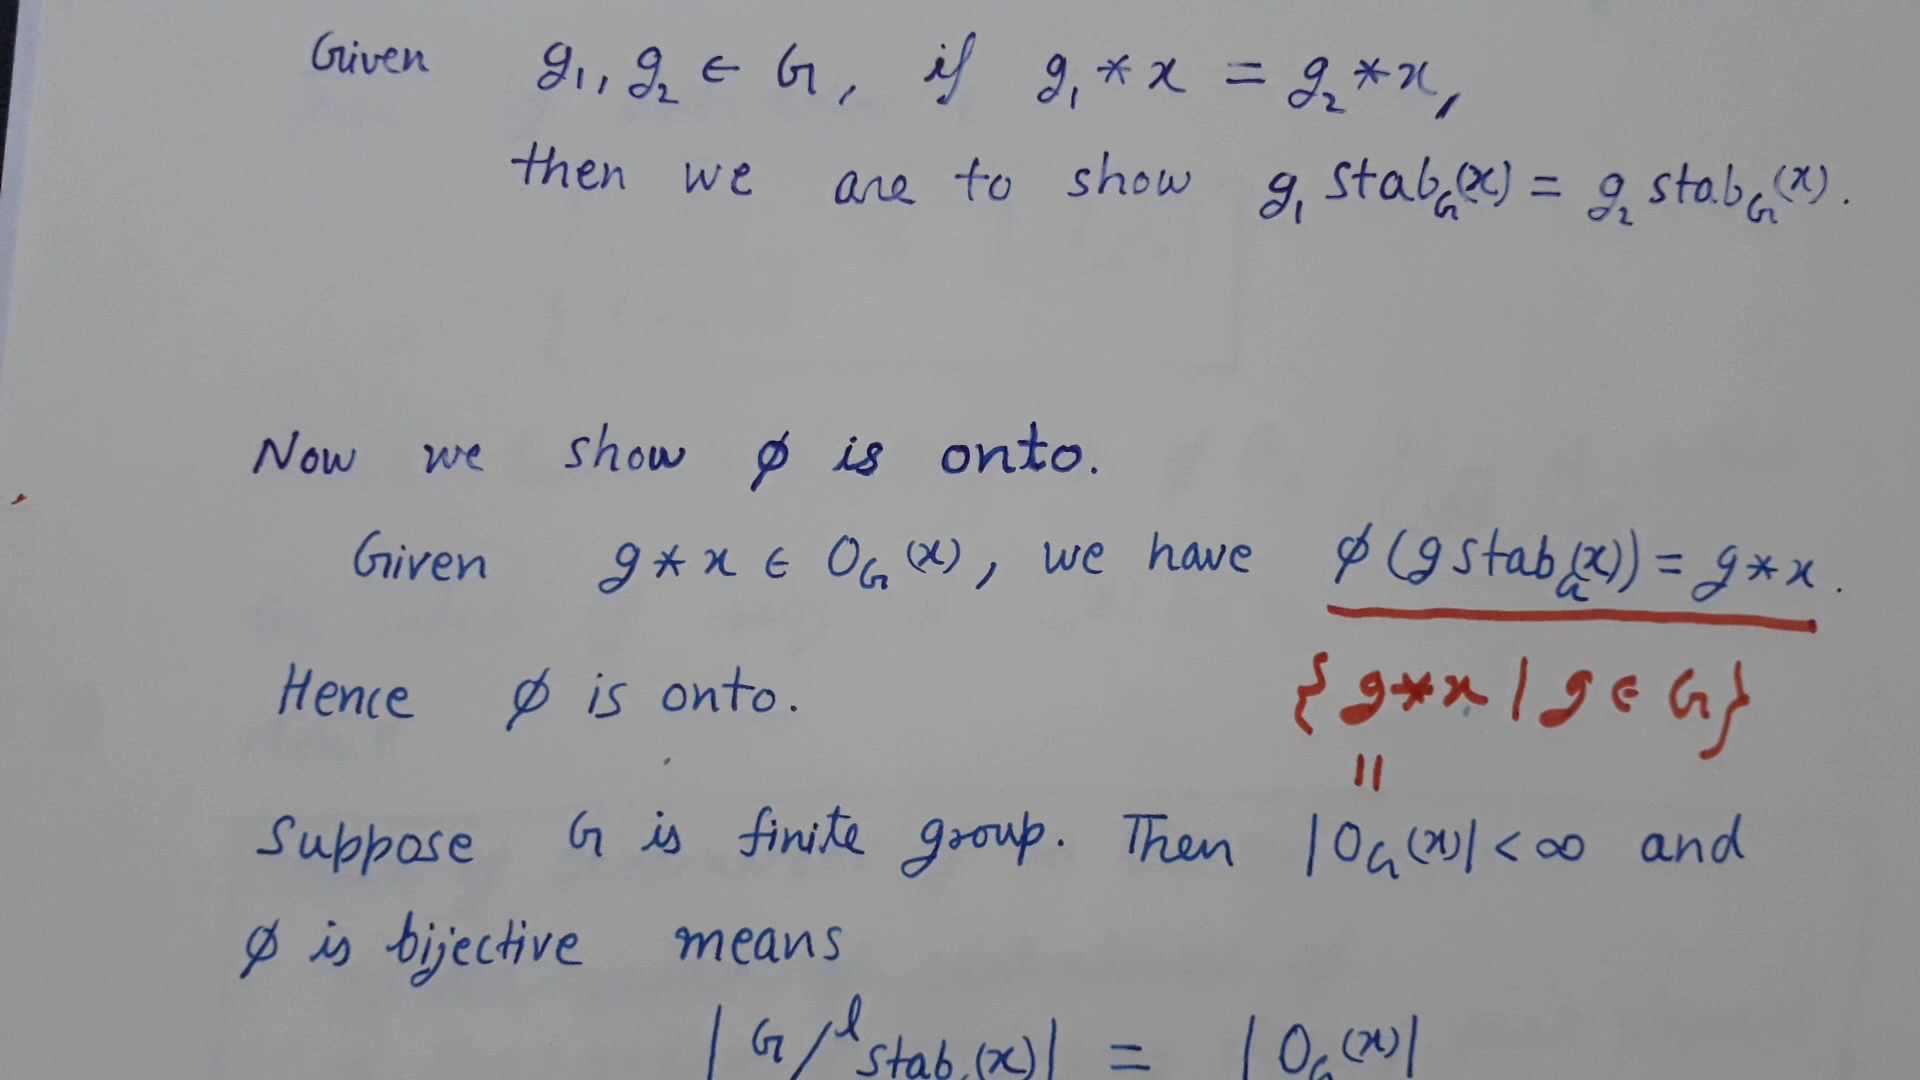 Given g₁, g₂ ∈ G, if g₁ * x = g₂ * x,
then we are to show g₁ stab_G(x) = g₂ stab_G(x).
Now we show ϕ is onto.
Given g * x ∈ O_G(x), we have ϕ(g stab_G(x)) = g * x.
Hence ϕ is onto.
{g * x | g ∈ G}
=
Suppose G is finite group. Then |O_G(x)| < ∞ and
ϕ is bijective means
|G/ˡstab_G(x)| = |O_G(x)|